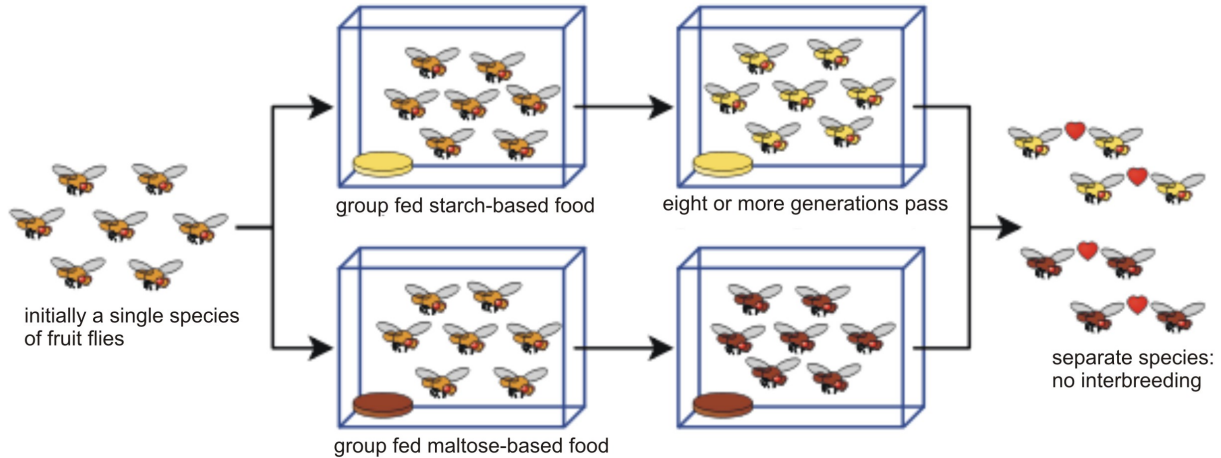 group fed starch-based food
eight or more generations pass
initially a single species
of fruit flies
separate species:
no interbreeding
group fed maltose-based food